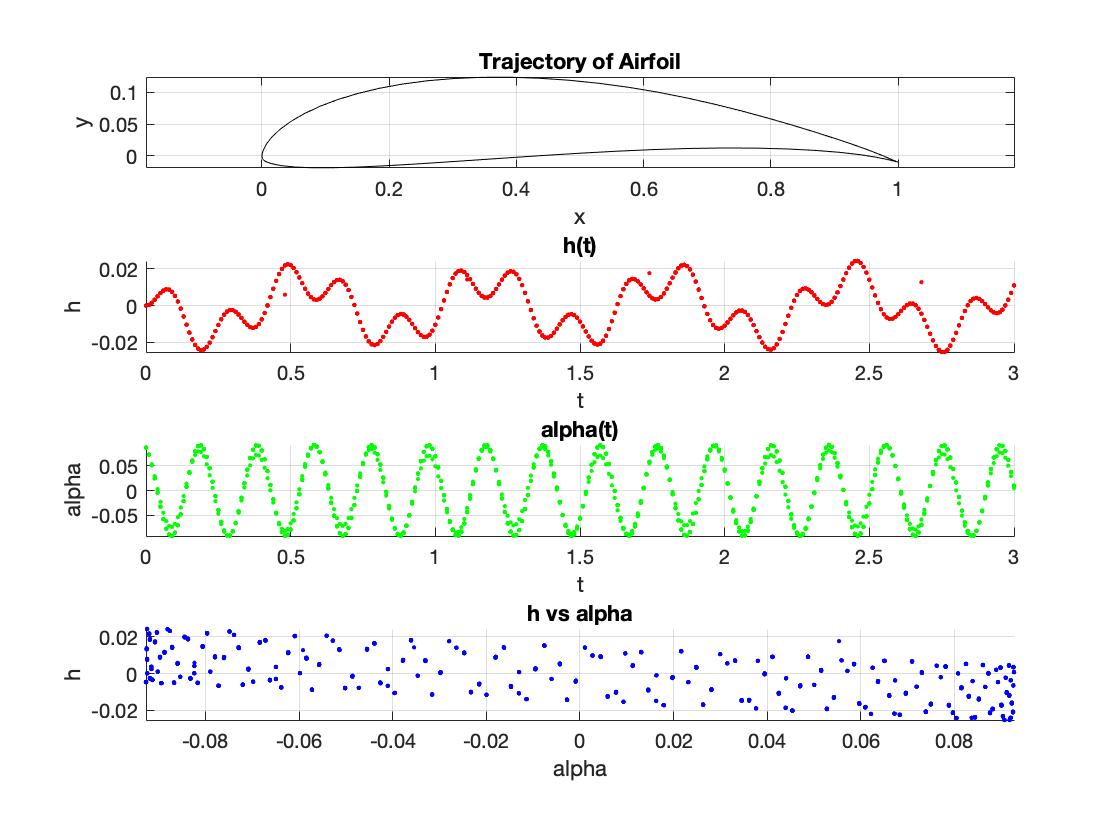 Trajectory of Airfoil
0.1
0.05
0
y
0 0.2 0.4 0.6 0.8 1
x
h(t)
0.02
0
-0.02
h
0 0.5 1 1.5 2 2.5 3
t
alpha(t)
0.05
0
-0.05
alpha
0 0.5 1 1.5 2 2.5 3
t
h vs alpha
0.02
0
-0.02
h
-0.08 -0.06 -0.04 -0.02 0 0.02 0.04 0.06 0.08
alpha